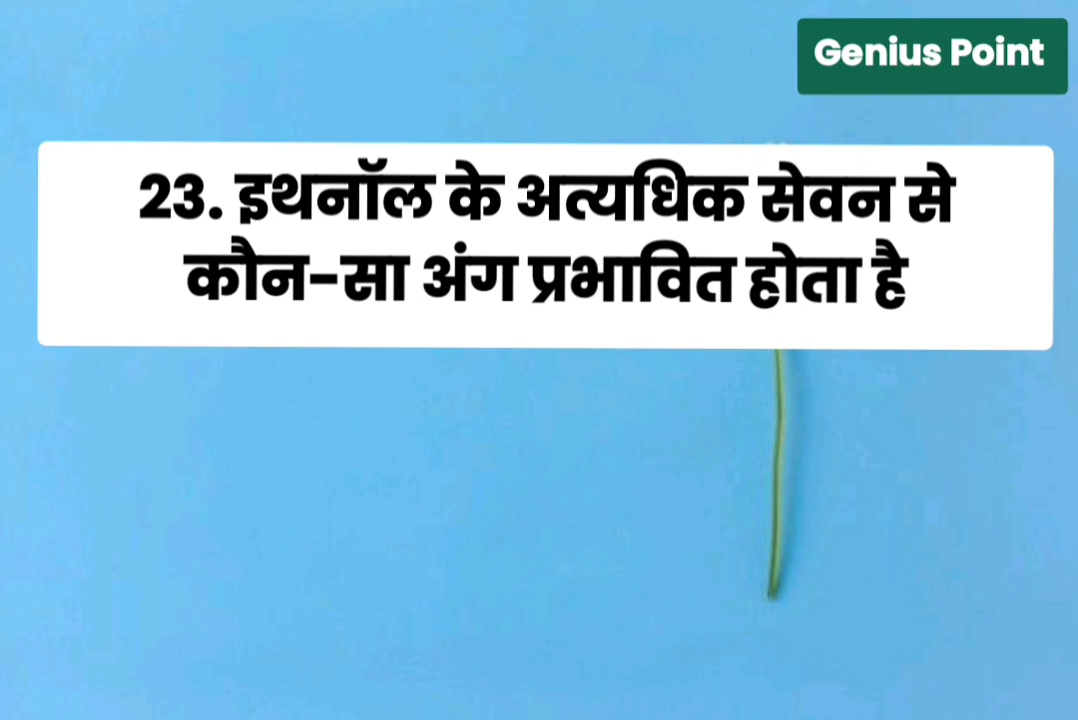 Genius Point
23. इथनॉल के अत्यधिक सेवन से
कौन-सा अंग प्रभावित होता है